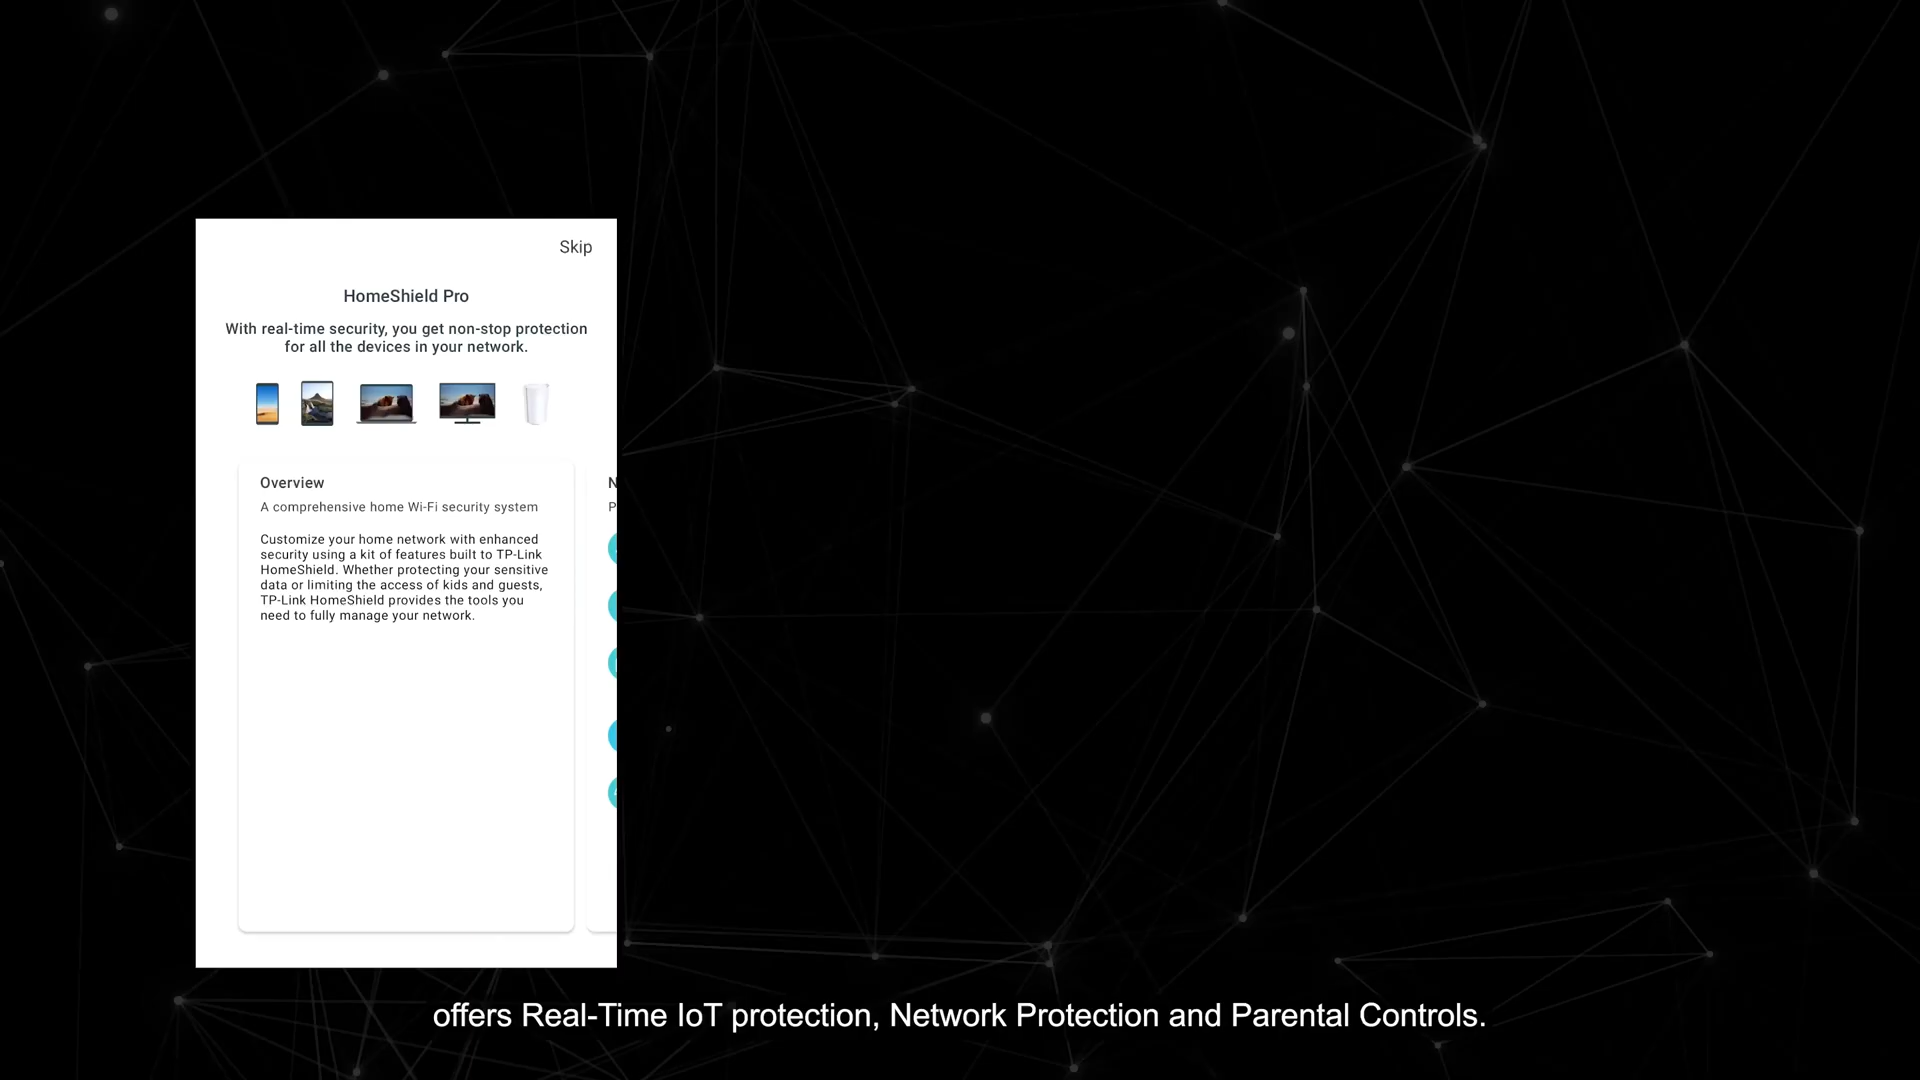 Skip
HomeShield Pro
With real-time security, you get non-stop protection
for all the devices in your network.
Overview
A comprehensive home Wi-Fi security system
Customize your home network with enhanced
security using a kit of features built to TP-Link
HomeShield. Whether protecting your sensitive
data or limiting the access of kids and guests,
TP-Link HomeShield provides the tools you
need to fully manage your network.
N
P
offers Real-Time IoT protection, Network Protection and Parental Controls.